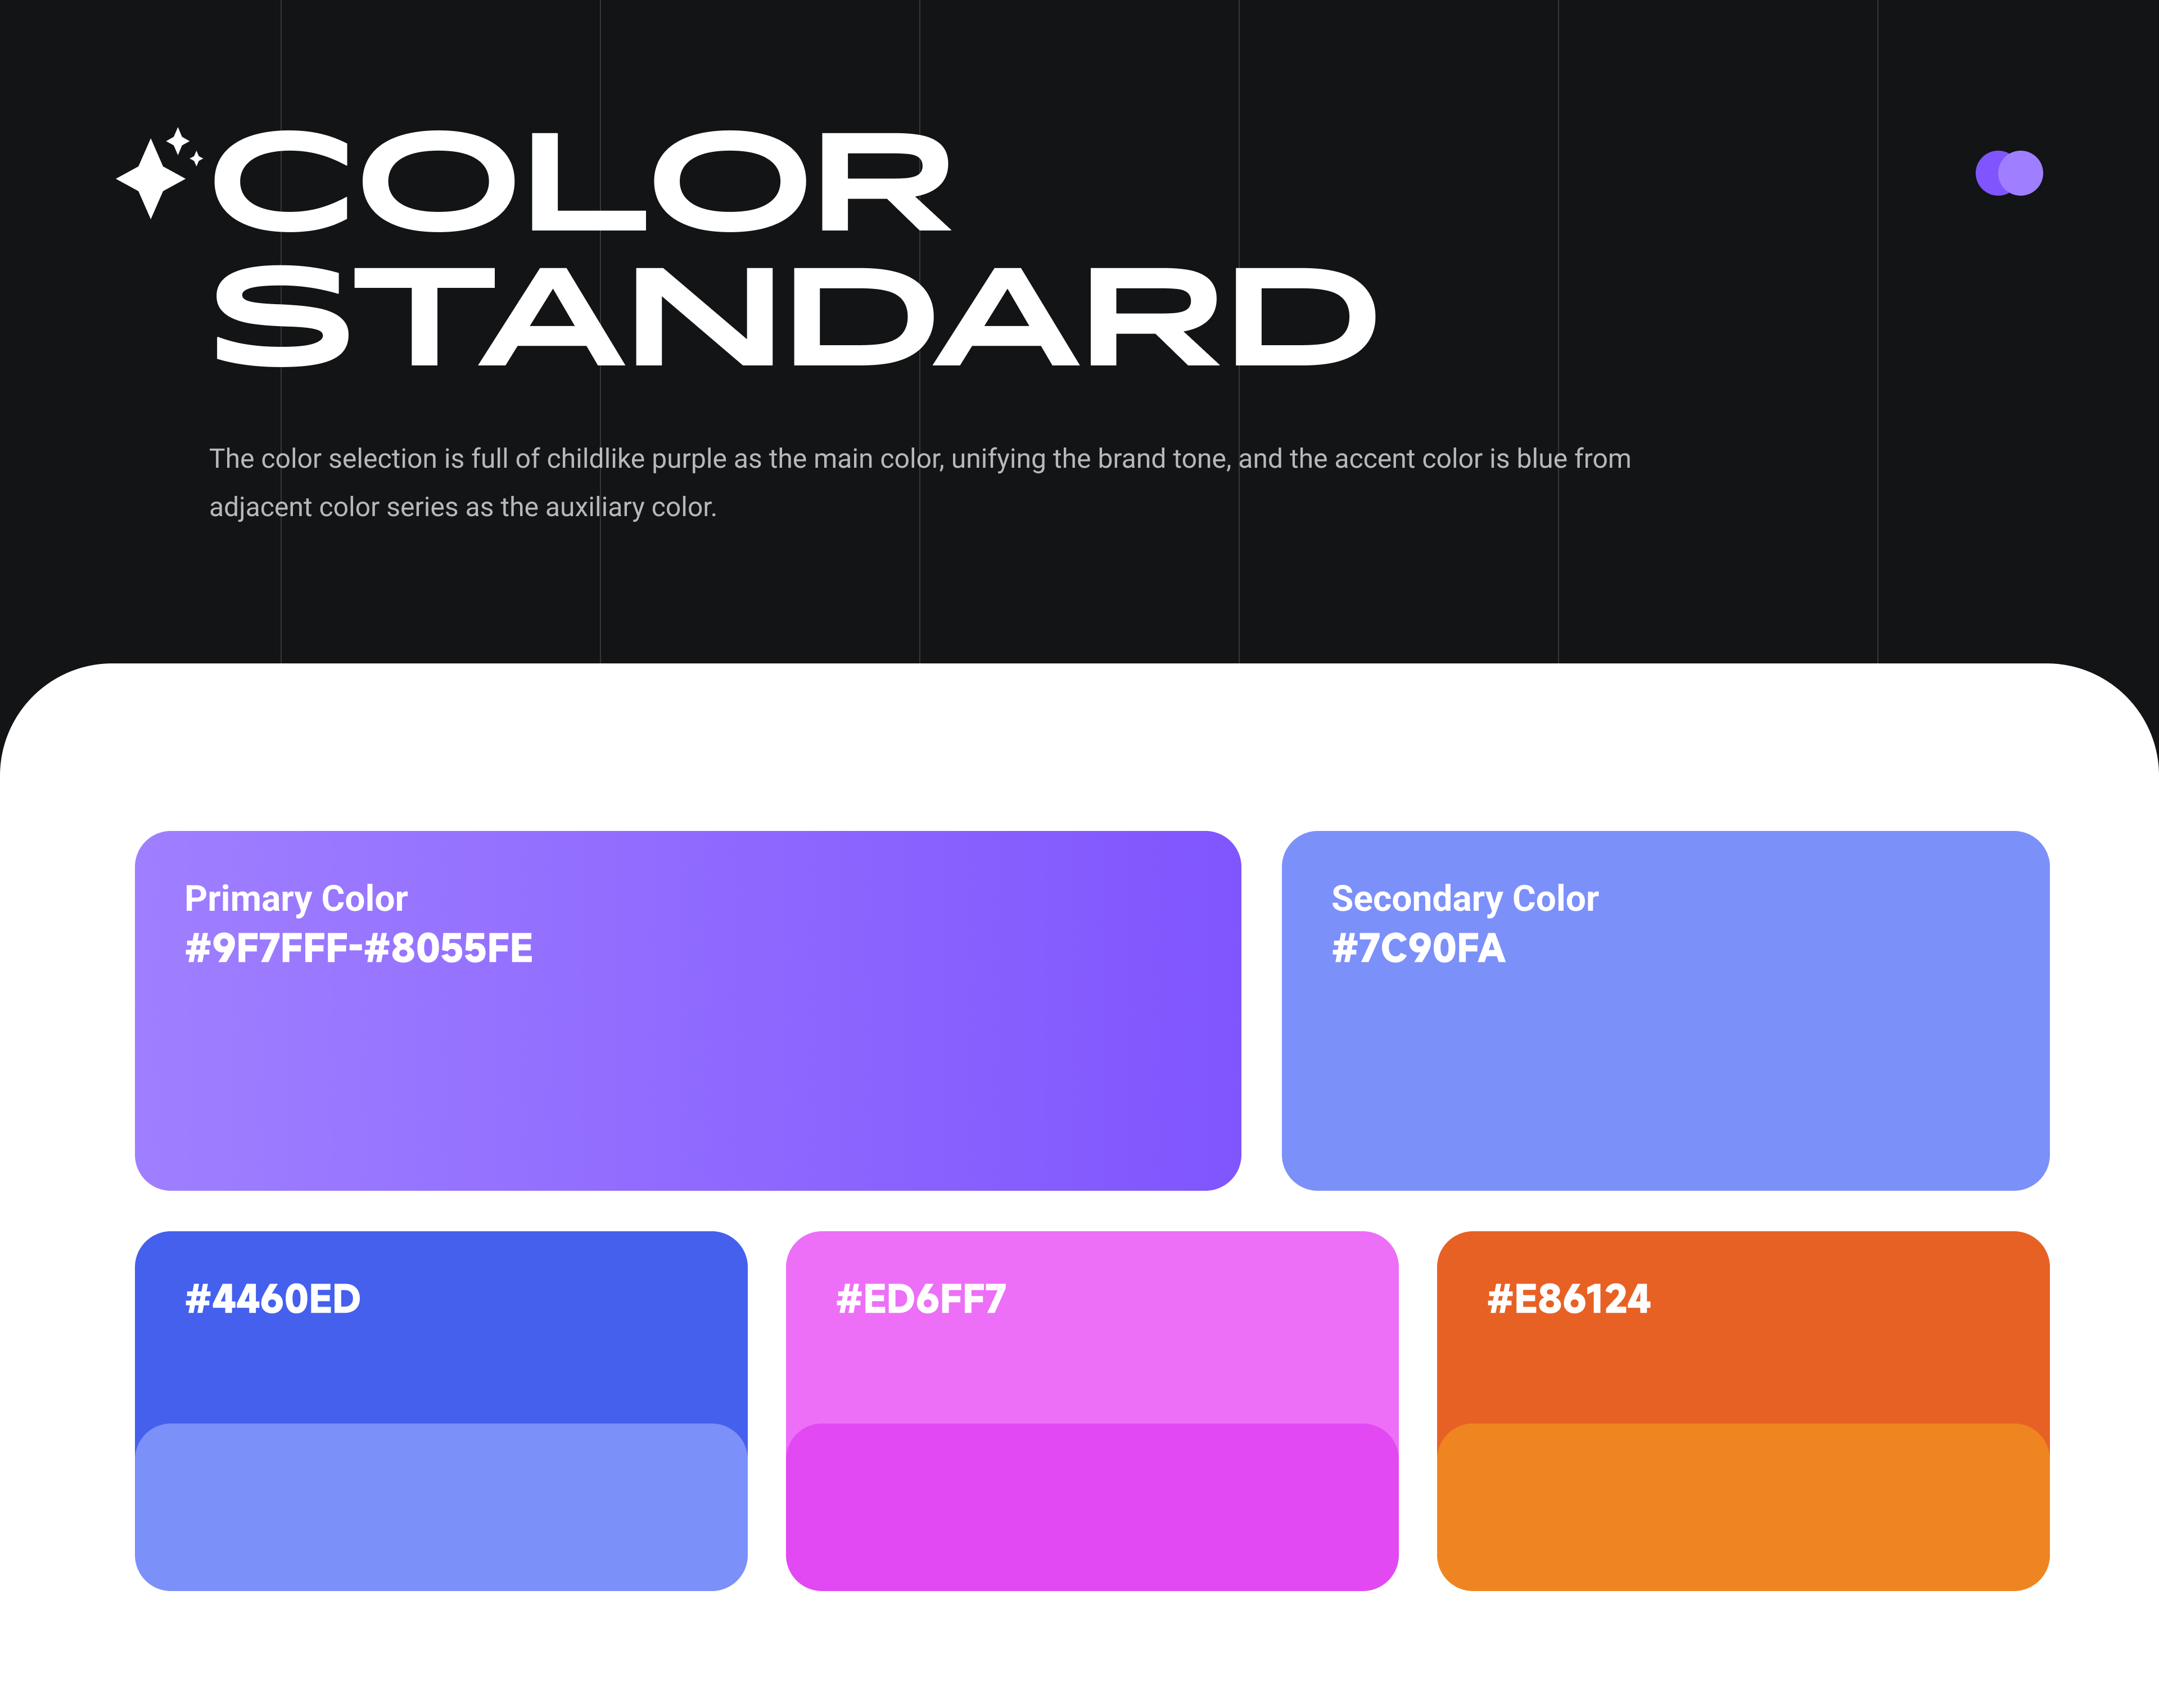 COLOR
STANDARD
The color selection is full of childlike purple as the main color, unifying the brand tone, and the accent color is blue from
adjacent color series as the auxiliary color.
Primary Color
#9F7FFF-#8055FE
Secondary Color
#7C90FA
#4460ED
#ED6FF7
#E86124